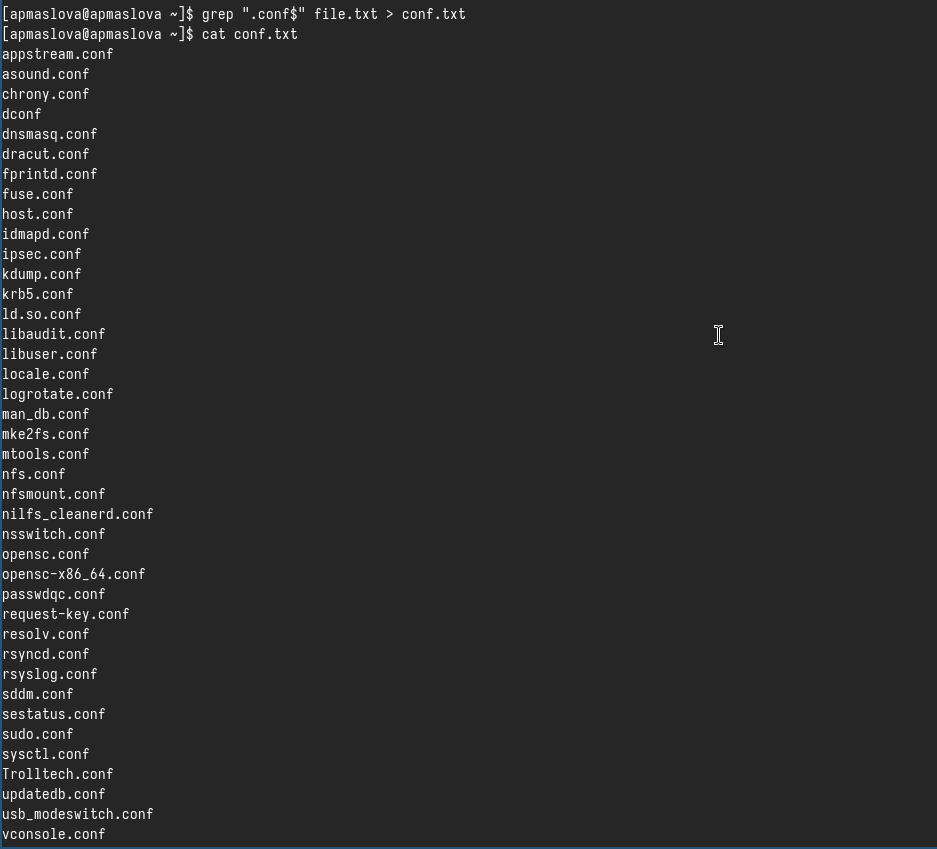 [apmaslova@apmaslova ~]$ grep ".conf$" file.txt > conf.txt
[apmaslova@apmaslova ~]$ cat conf.txt
appstream.conf
asound.conf
chrony.conf
dconf
dnsmasq.conf
dracut.conf
fprintd.conf
fuse.conf
host.conf
idmapd.conf
ipsec.conf
kdump.conf
krb5.conf
ld.so.conf
libaudit.conf
libuser.conf
locale.conf
logrotate.conf
man_db.conf
mke2fs.conf
mtools.conf
nfs.conf
nfsmount.conf
nilfs_cleanerd.conf
nsswitch.conf
opensc.conf
opensc-x86_64.conf
passwdqc.conf
request-key.conf
resolv.conf
rsyncd.conf
rsyslog.conf
sddm.conf
sestatus.conf
sudo.conf
sysctl.conf
Trolltech.conf
updatedb.conf
usb_modeswitch.conf
vconsole.conf